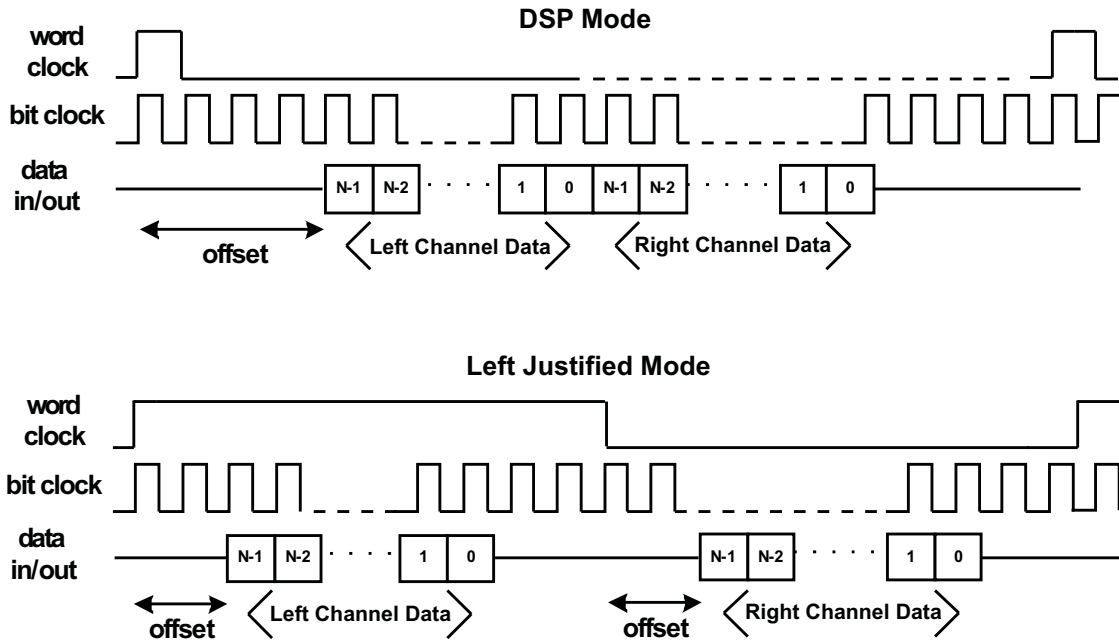 DSP Mode
word
clock
bit clock
data
in/out
N-1 N-2 1 0 N-1 N-2 1 0
offset
Left Channel Data
Right Channel Data
Left Justified Mode
word
clock
bit clock
data
in/out
N-1 N-2 1 0 N-1 N-2 1 0
offset
Left Channel Data
offset
Right Channel Data